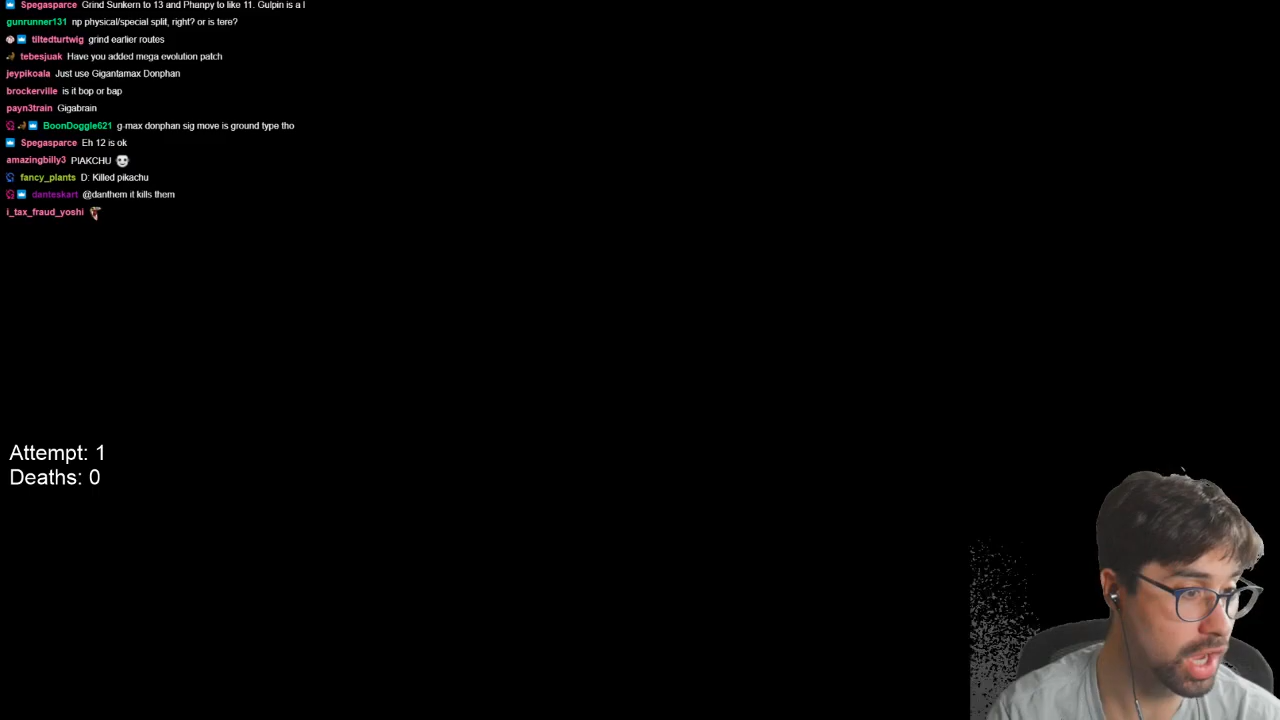 Spegasparce Grind Sunkern to 13 and Phanpy to like 11. Gulpin is a l
gunrunner131 np physical/special split, right? or is tere?
tiltedturtwig grind earlier routes
tebesjuak Have you added mega evolution patch
jeypikoala Just use Gigantamax Donphan
brockerville is it bop or bap
payn3train Gigabrain
BoonDoggle621 g-max donphan sig move is ground type tho
Spegasparce Eh 12 is ok
amazingbilly3 PIAKCHU
fancy_plants D: Killed pikachu
danteskart @danthem it kills them
i_tax_fraud_yoshi
Attempt: 1
Deaths: 0